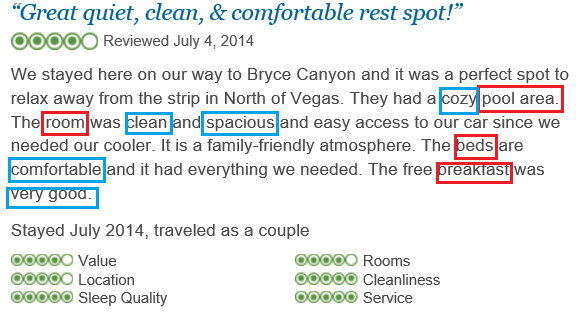 “Great quiet, clean, & comfortable rest spot!”
Reviewed July 4, 2014
We stayed here on our way to Bryce Canyon and it was a perfect spot to
relax away from the strip in North of Vegas. They had a cozy pool area.
The room was clean and spacious and easy access to our car since we
needed our cooler. It is a family-friendly atmosphere. The beds are
comfortable and it had everything we needed. The free breakfast was
very good.
Stayed July 2014, traveled as a couple
Value Rooms
Location Cleanliness
Sleep Quality Service